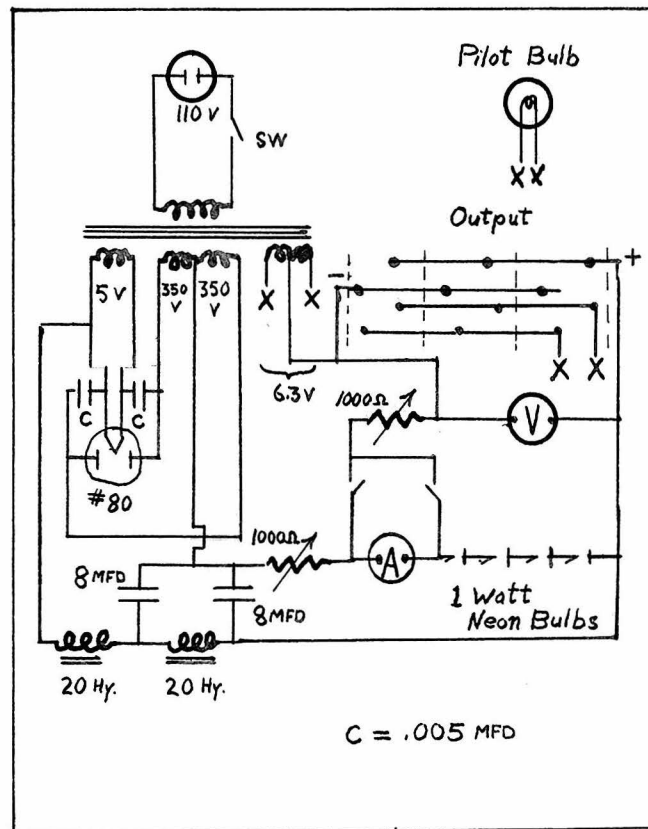 Pilot Bulb
110 V
SW
X X
Output
5 V
350 V
350 V
X
X
-
+
6.3 V
X X
C
C
1000Ω
V
#80
1000Ω
A
8 MFD
8 MFD
1 Watt
Neon Bulbs
20 Hy.
20 Hy.
C = .005 MFD